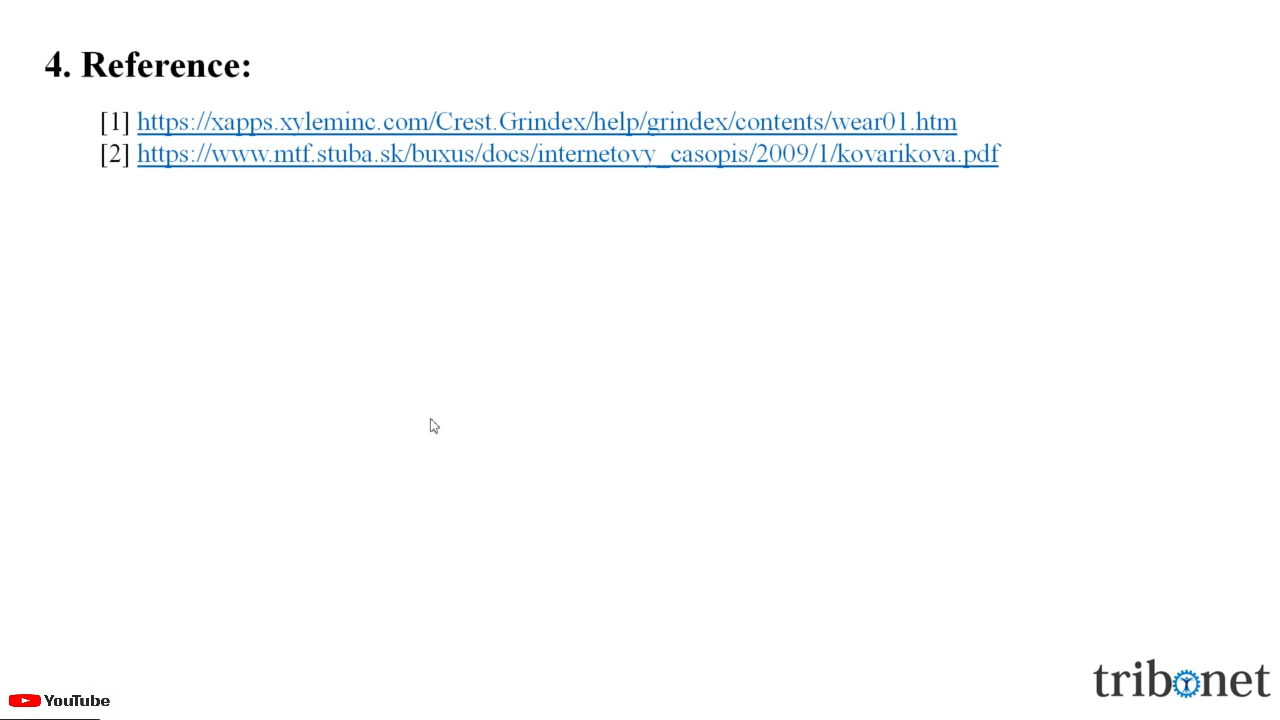 4. Reference:
[1] https://xapps.xyleminc.com/Crest.Grindex/help/grindex/contents/wear01.htm
[2] https://www.mtf.stuba.sk/buxus/docs/internetovy_casopis/2009/1/kovarikova.pdf
tribonet
YouTube